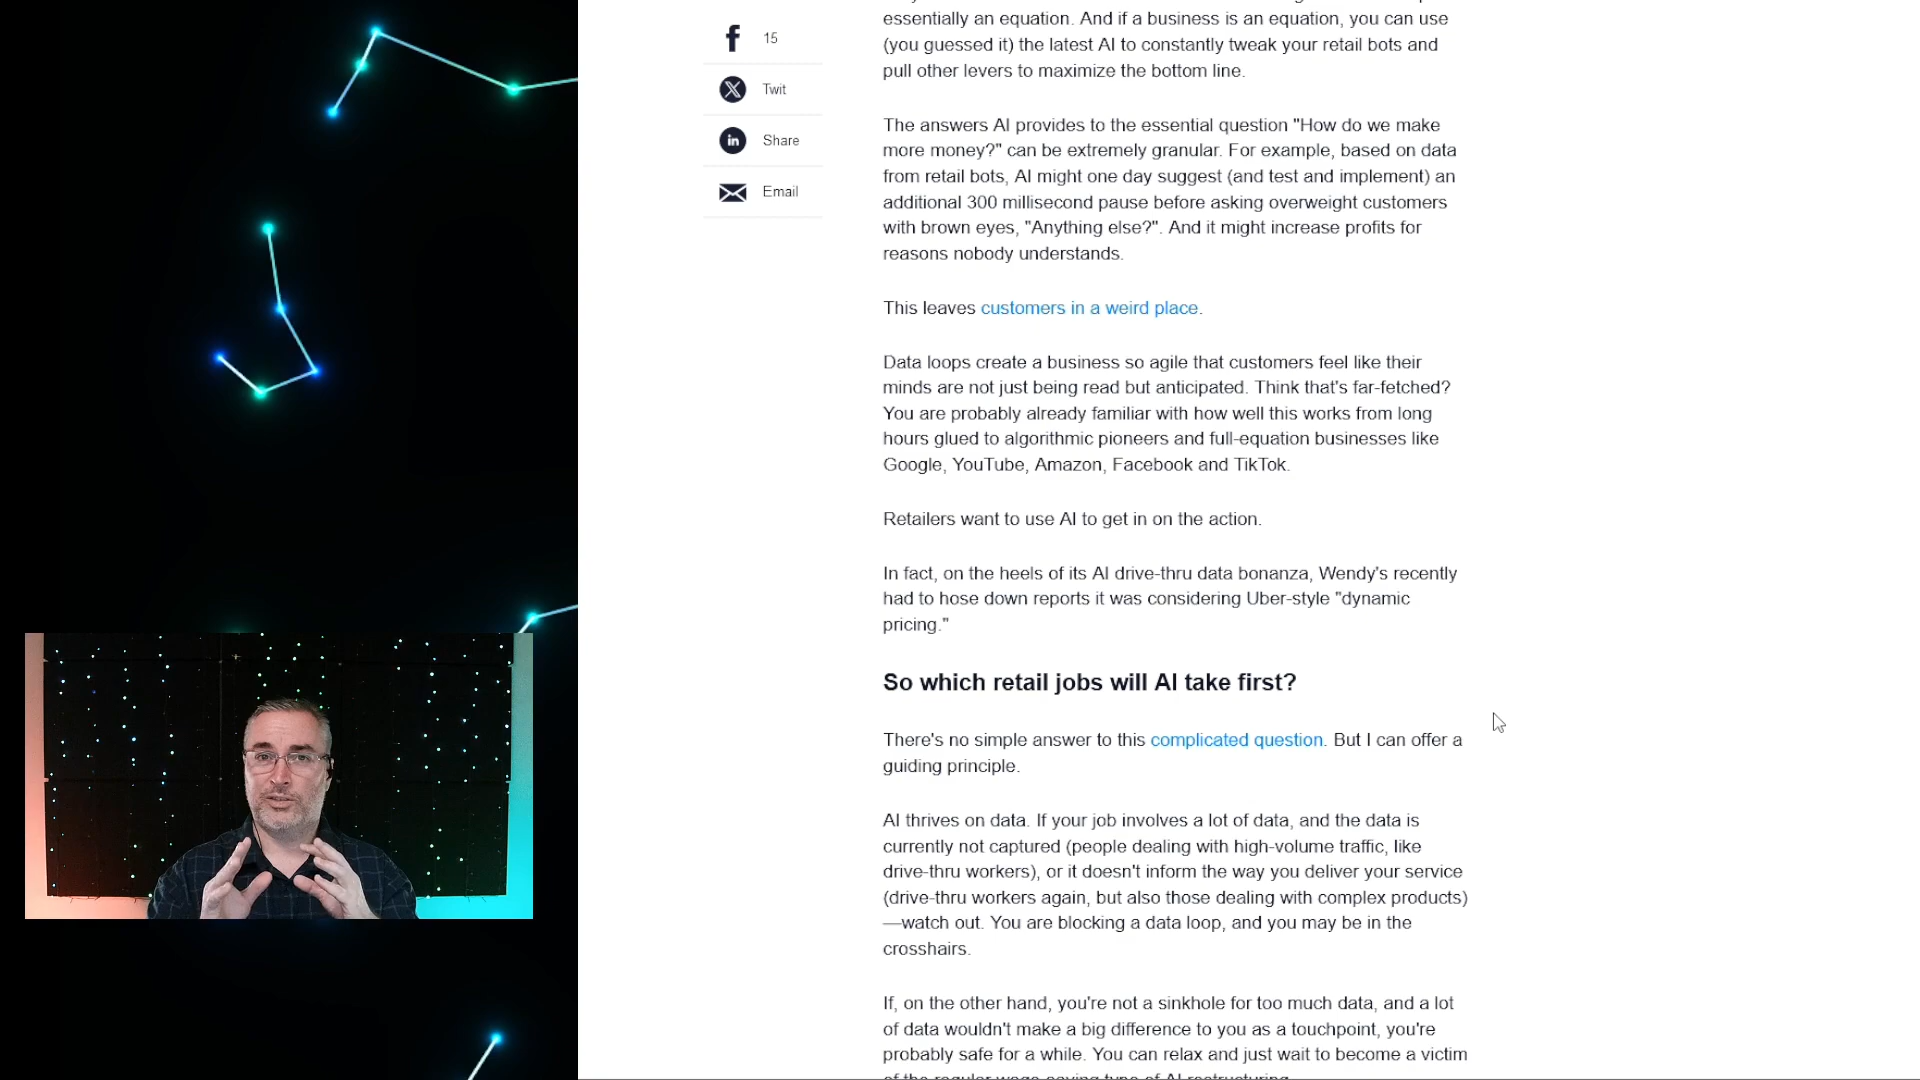 15
Twit
Share
Email
essentially an equation. And if a business is an equation, you can use
(you guessed it) the latest AI to constantly tweak your retail bots and
pull other levers to maximize the bottom line.
The answers AI provides to the essential question "How do we make
more money?" can be extremely granular. For example, based on data
from retail bots, AI might one day suggest (and test and implement) an
additional 300 millisecond pause before asking overweight customers
with brown eyes, "Anything else?". And it might increase profits for
reasons nobody understands.
This leaves customers in a weird place.
Data loops create a business so agile that customers feel like their
minds are not just being read but anticipated. Think that's far-fetched?
You are probably already familiar with how well this works from long
hours glued to algorithmic pioneers and full-equation businesses like
Google, YouTube, Amazon, Facebook and TikTok.
Retailers want to use AI to get in on the action.
In fact, on the heels of its AI drive-thru data bonanza, Wendy's recently
had to hose down reports it was considering Uber-style "dynamic
pricing."
So which retail jobs will AI take first?
There's no simple answer to this complicated question. But I can offer a
guiding principle.
AI thrives on data. If your job involves a lot of data, and the data is
currently not captured (people dealing with high-volume traffic, like
drive-thru workers), or it doesn't inform the way you deliver your service
(drive-thru workers again, but also those dealing with complex products)
—watch out. You are blocking a data loop, and you may be in the
crosshairs.
If, on the other hand, you're not a sinkhole for too much data, and a lot
of data wouldn't make a big difference to you as a touchpoint, you're
probably safe for a while. You can relax and just wait to become a victim
of the regular wage-saving type of AI restructuring.